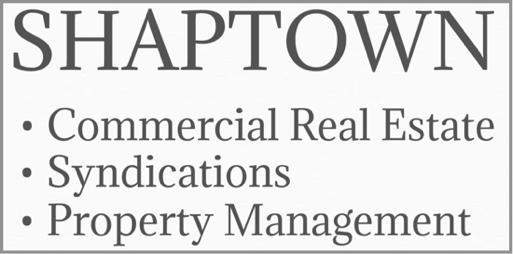 SHAPTOWN
• Commercial Real Estate
• Syndications
• Property Management